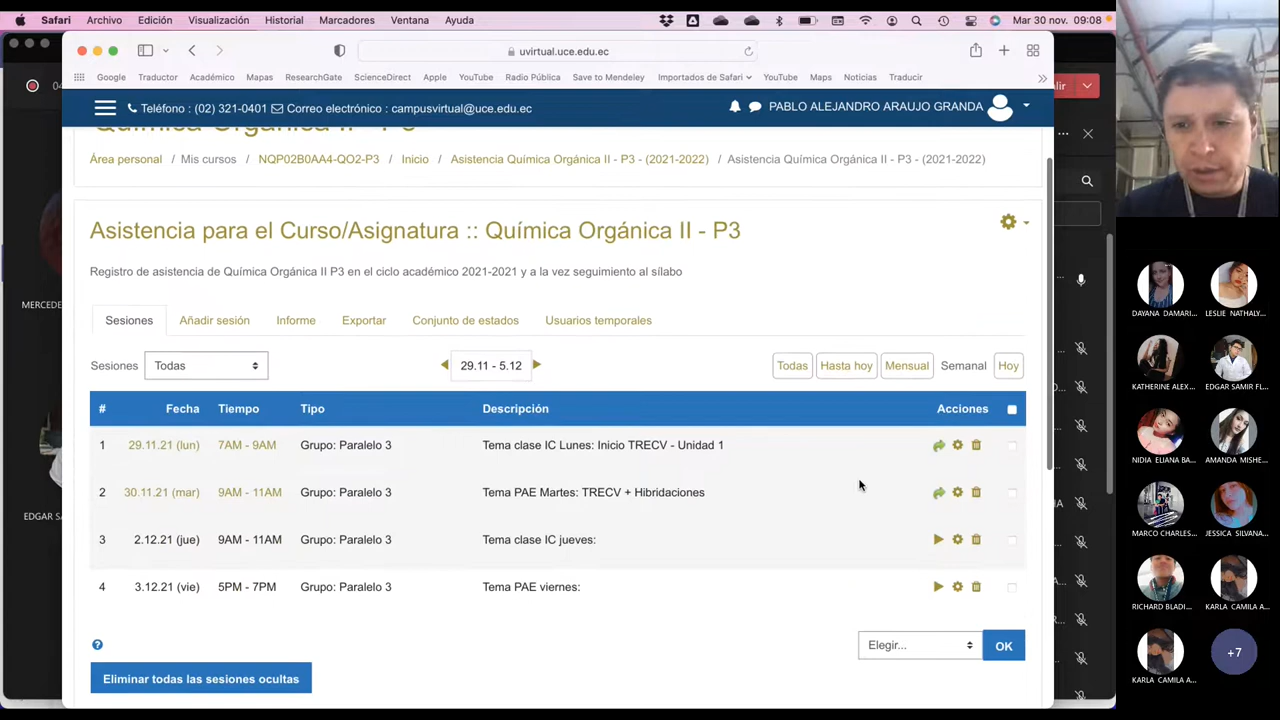 Safari Archivo Edición Visualización Historial Marcadores Ventana Ayuda Mar 30 nov. 09:08
uvirtual.uce.edu.ec
Google Traductor Académico Mapas ResearchGate ScienceDirect Apple YouTube Radio Pública Save to Mendeley Importados de Safari YouTube Maps Noticias Traducir
04
lir
Teléfono : (02) 321-0401 Correo electrónico : campusvirtual@uce.edu.ec PABLO ALEJANDRO ARAUJO GRANDA
Química Orgánica II - P3
Área personal / Mis cursos / NQP02B0AA4-QO2-P3 / Inicio / Asistencia Química Orgánica II - P3 - (2021-2022) / Asistencia Química Orgánica II - P3 - (2021-2022)
Asistencia para el Curso/Asignatura :: Química Orgánica II - P3
Registro de asistencia de Química Orgánica II P3 en el ciclo académico 2021-2021 y a la vez seguimiento al sílabo
Sesiones Añadir sesión Informe Exportar Conjunto de estados Usuarios temporales
Sesiones Todas 29.11 - 5.12 Todas Hasta hoy Mensual Semanal Hoy
# Fecha Tiempo Tipo Descripción Acciones
1 29.11.21 (lun) 7AM - 9AM Grupo: Paralelo 3 Tema clase IC Lunes: Inicio TRECV - Unidad 1
2 30.11.21 (mar) 9AM - 11AM Grupo: Paralelo 3 Tema PAE Martes: TRECV + Hibridaciones
3 2.12.21 (jue) 9AM - 11AM Grupo: Paralelo 3 Tema clase IC jueves:
4 3.12.21 (vie) 5PM - 7PM Grupo: Paralelo 3 Tema PAE viernes:
Elegir... OK
Eliminar todas las sesiones ocultas
MERCEDE
EDGAR SA
DAYANA DAMARI... LESLIE NATHALY...
KATHERINE ALEX... EDGAR SAMIR FL...
NIDIA ELIANA BA... AMANDA MISHE...
MARCO CHARLES... JESSICA SILVANA...
RICHARD BLADI... KARLA CAMILA A...
KARLA CAMILA A... +7